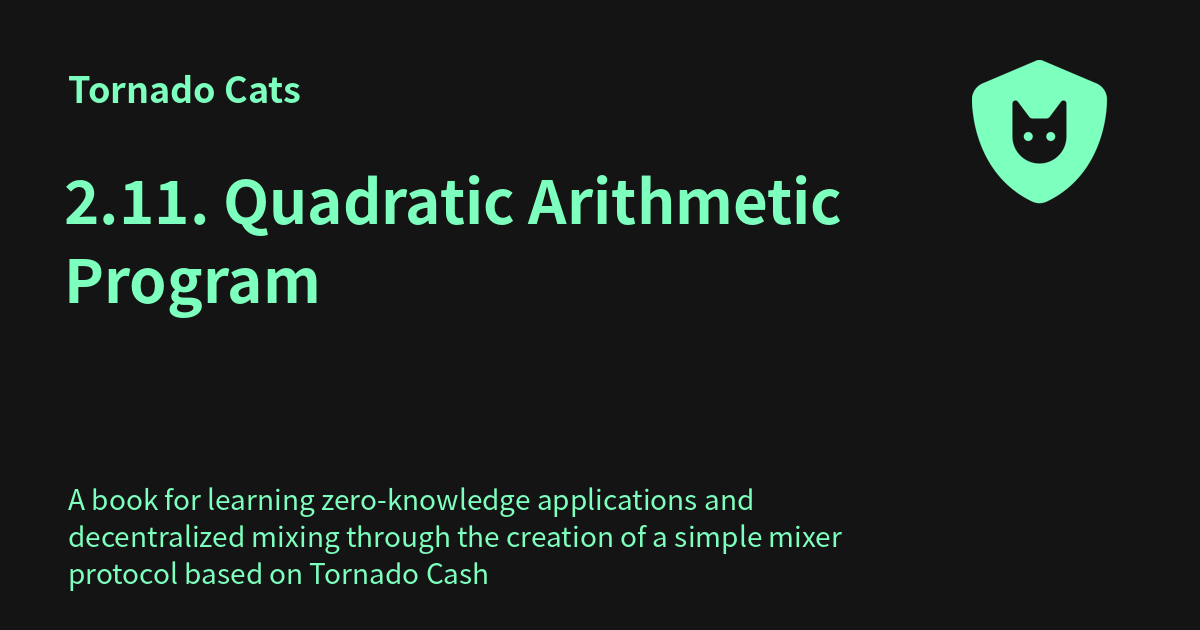 Tornado Cats
2.11. Quadratic Arithmetic
Program
A book for learning zero-knowledge applications and
decentralized mixing through the creation of a simple mixer
protocol based on Tornado Cash